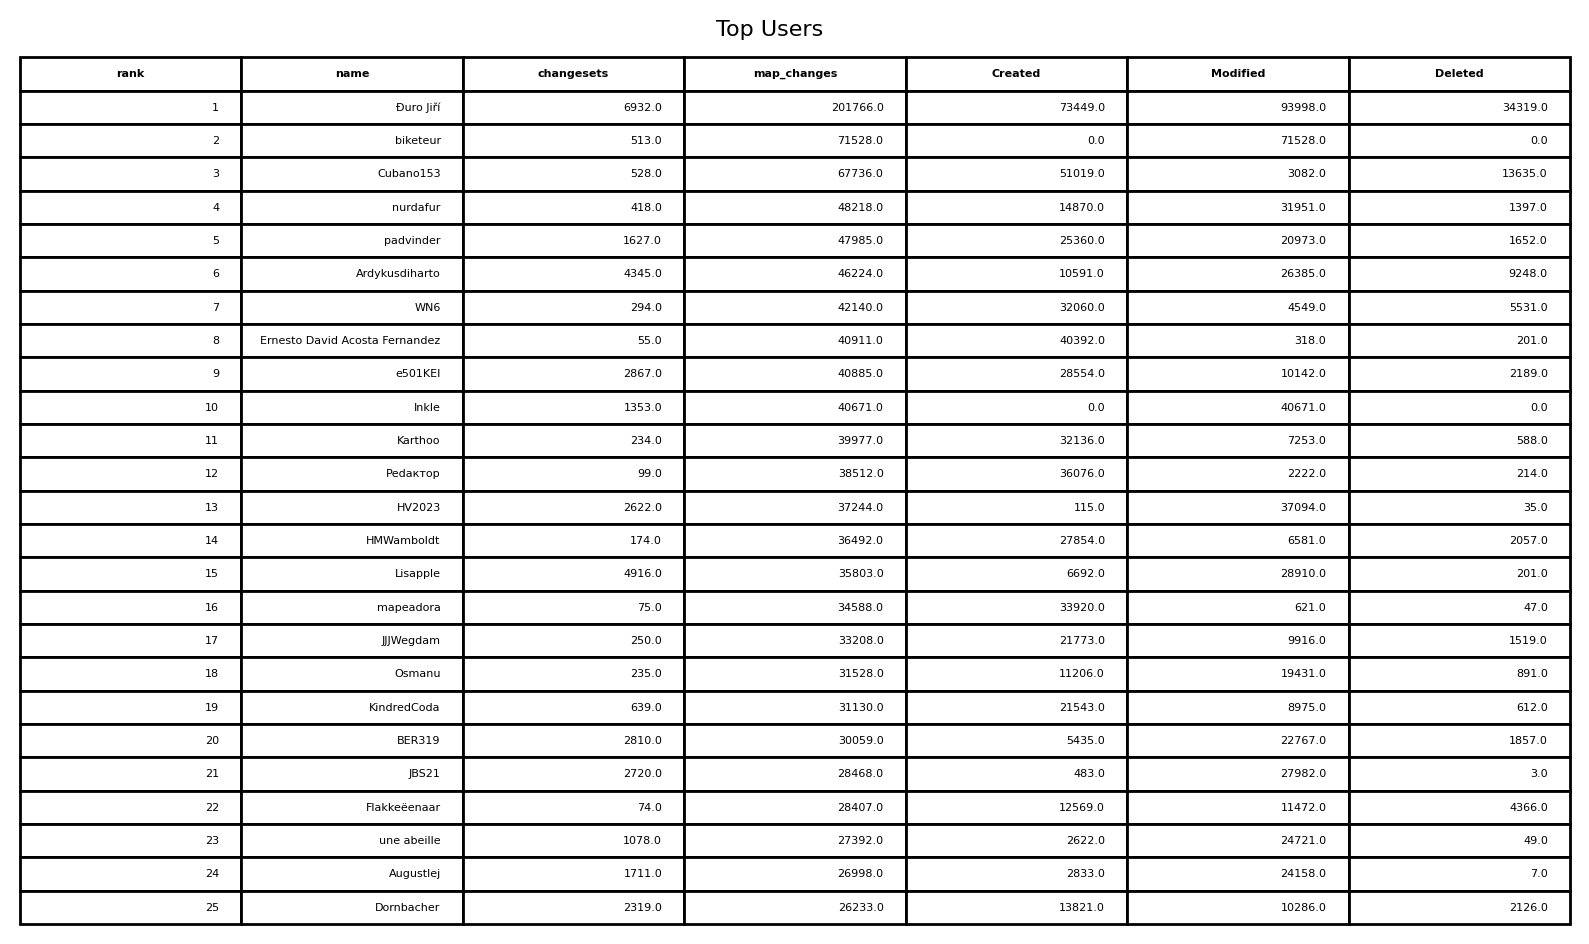 Top Users
rank name changesets map_changes Created Modified Deleted
1 Đuro Jiří 6932.0 201766.0 73449.0 93998.0 34319.0
2 biketeur 513.0 71528.0 0.0 71528.0 0.0
3 Cubano153 528.0 67736.0 51019.0 3082.0 13635.0
4 nurdafur 418.0 48218.0 14870.0 31951.0 1397.0
5 padvinder 1627.0 47985.0 25360.0 20973.0 1652.0
6 Ardykusdiharto 4345.0 46224.0 10591.0 26385.0 9248.0
7 WN6 294.0 42140.0 32060.0 4549.0 5531.0
8 Ernesto David Acosta Fernandez 55.0 40911.0 40392.0 318.0 201.0
9 e501KEI 2867.0 40885.0 28554.0 10142.0 2189.0
10 Inkle 1353.0 40671.0 0.0 40671.0 0.0
11 Karthoo 234.0 39977.0 32136.0 7253.0 588.0
12 Редактор 99.0 38512.0 36076.0 2222.0 214.0
13 HV2023 2622.0 37244.0 115.0 37094.0 35.0
14 HMWamboldt 174.0 36492.0 27854.0 6581.0 2057.0
15 Lisapple 4916.0 35803.0 6692.0 28910.0 201.0
16 mapeadora 75.0 34588.0 33920.0 621.0 47.0
17 JJJWegdam 250.0 33208.0 21773.0 9916.0 1519.0
18 Osmanu 235.0 31528.0 11206.0 19431.0 891.0
19 KindredCoda 639.0 31130.0 21543.0 8975.0 612.0
20 BER319 2810.0 30059.0 5435.0 22767.0 1857.0
21 JBS21 2720.0 28468.0 483.0 27982.0 3.0
22 Flakkeëenaar 74.0 28407.0 12569.0 11472.0 4366.0
23 une abeille 1078.0 27392.0 2622.0 24721.0 49.0
24 Augustlej 1711.0 26998.0 2833.0 24158.0 7.0
25 Dornbacher 2319.0 26233.0 13821.0 10286.0 2126.0